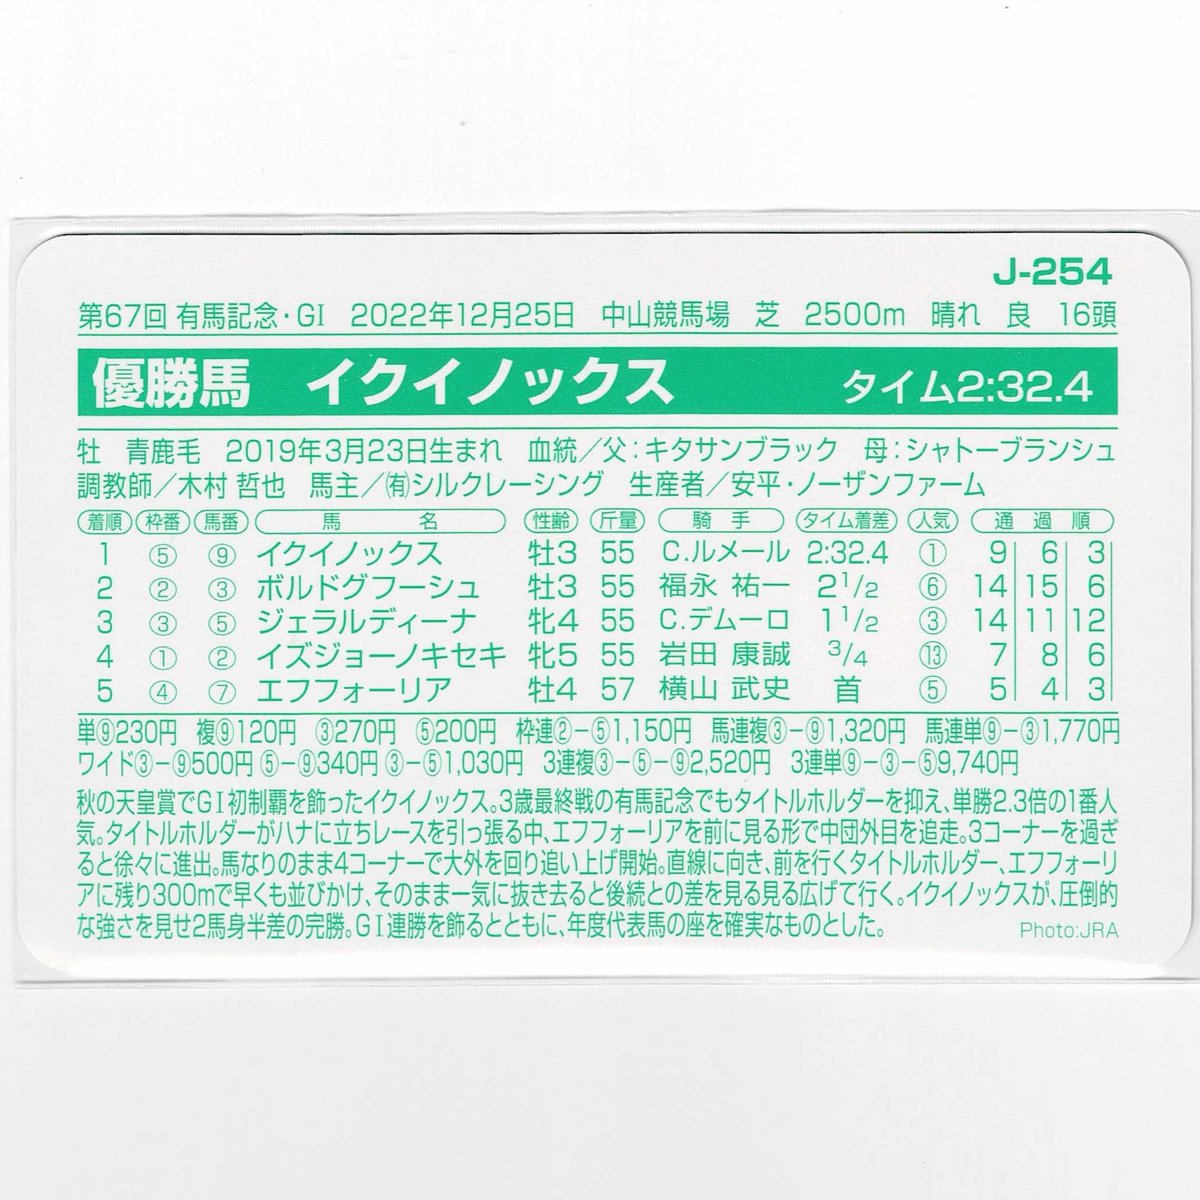 J-254
第67回 有馬記念・GⅠ 2022年12月25日 中山競馬場 芝 2500m 晴れ 良 16頭
優勝馬 イクイノックス タイム2:32.4
牡 青鹿毛 2019年3月23日生まれ 血統/父:キタサンブラック 母:シャトーブランシュ
調教師/木村 哲也 馬主/㈲シルクレーシング 生産者/安平・ノーザンファーム
着順 枠番 馬番 馬名 性齢 斤量 騎手 タイム着差 人気 通過順
1 ⑤ ⑨ イクイノックス 牡3 55 C.ルメール 2:32.4 ① 9 6 3
2 ② ③ ボルドグフーシュ 牡3 55 福永 祐一 2 1/2 ⑥ 14 15 6
3 ③ ⑤ ジェラルディーナ 牝4 55 C.デムーロ 1 1/2 ③ 14 11 12
4 ① ② イズジョーノキセキ 牝5 55 岩田 康誠 3/4 ⑬ 7 8 6
5 ④ ⑦ エフフォーリア 牡4 57 横山 武史 首 ⑤ 5 4 3
単⑨230円 複⑨120円 ③270円 ⑤200円 枠連②-⑤1,150円 馬連複③-⑨1,320円 馬連単⑨-③1,770円
ワイド③-⑨500円 ⑤-⑨340円 ③-⑤1,030円 3連複③-⑤-⑨2,520円 3連単⑨-③-⑤9,740円
秋の天皇賞でGⅠ初制覇を飾ったイクイノックス。3歳最終戦の有馬記念でもタイトルホルダーを抑え、単勝2.3倍の1番人
気。タイトルホルダーがハナに立ちレースを引っ張る中、エフフォーリアを前に見る形で中団外目を追走。3コーナーを過ぎ
ると徐々に進出。馬なりのまま4コーナーで大外を回り追い上げ開始。直線に向き、前を行くタイトルホルダー、エフフォーリ
アに残り300mで早くも並びかけ、そのまま一気に抜き去ると後続との差を見る見る広げて行く。イクイノックスが、圧倒的
な強さを見せ2馬身半差の完勝。GⅠ連勝を飾るとともに、年度代表馬の座を確実なものとした。
Photo:JRA